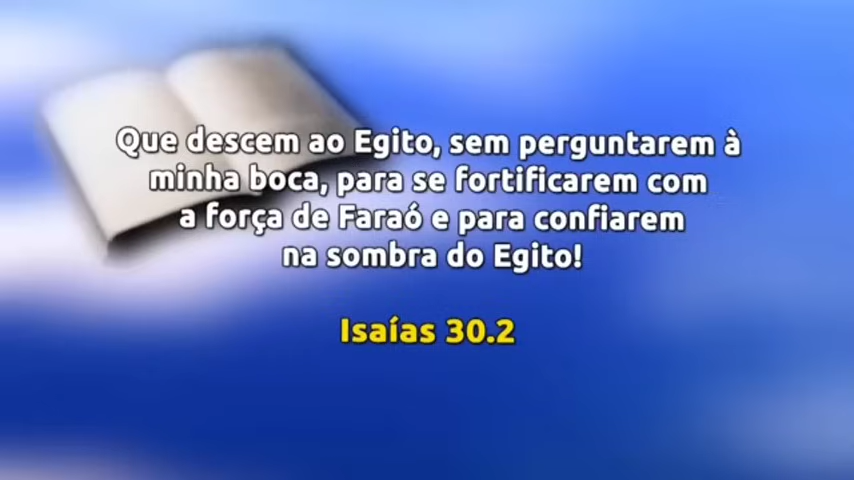 Que descem ao Egito, sem perguntarem à
minha boca, para se fortificarem com
a força de Faraó e para confiarem
na sombra do Egito!
Isaías 30.2